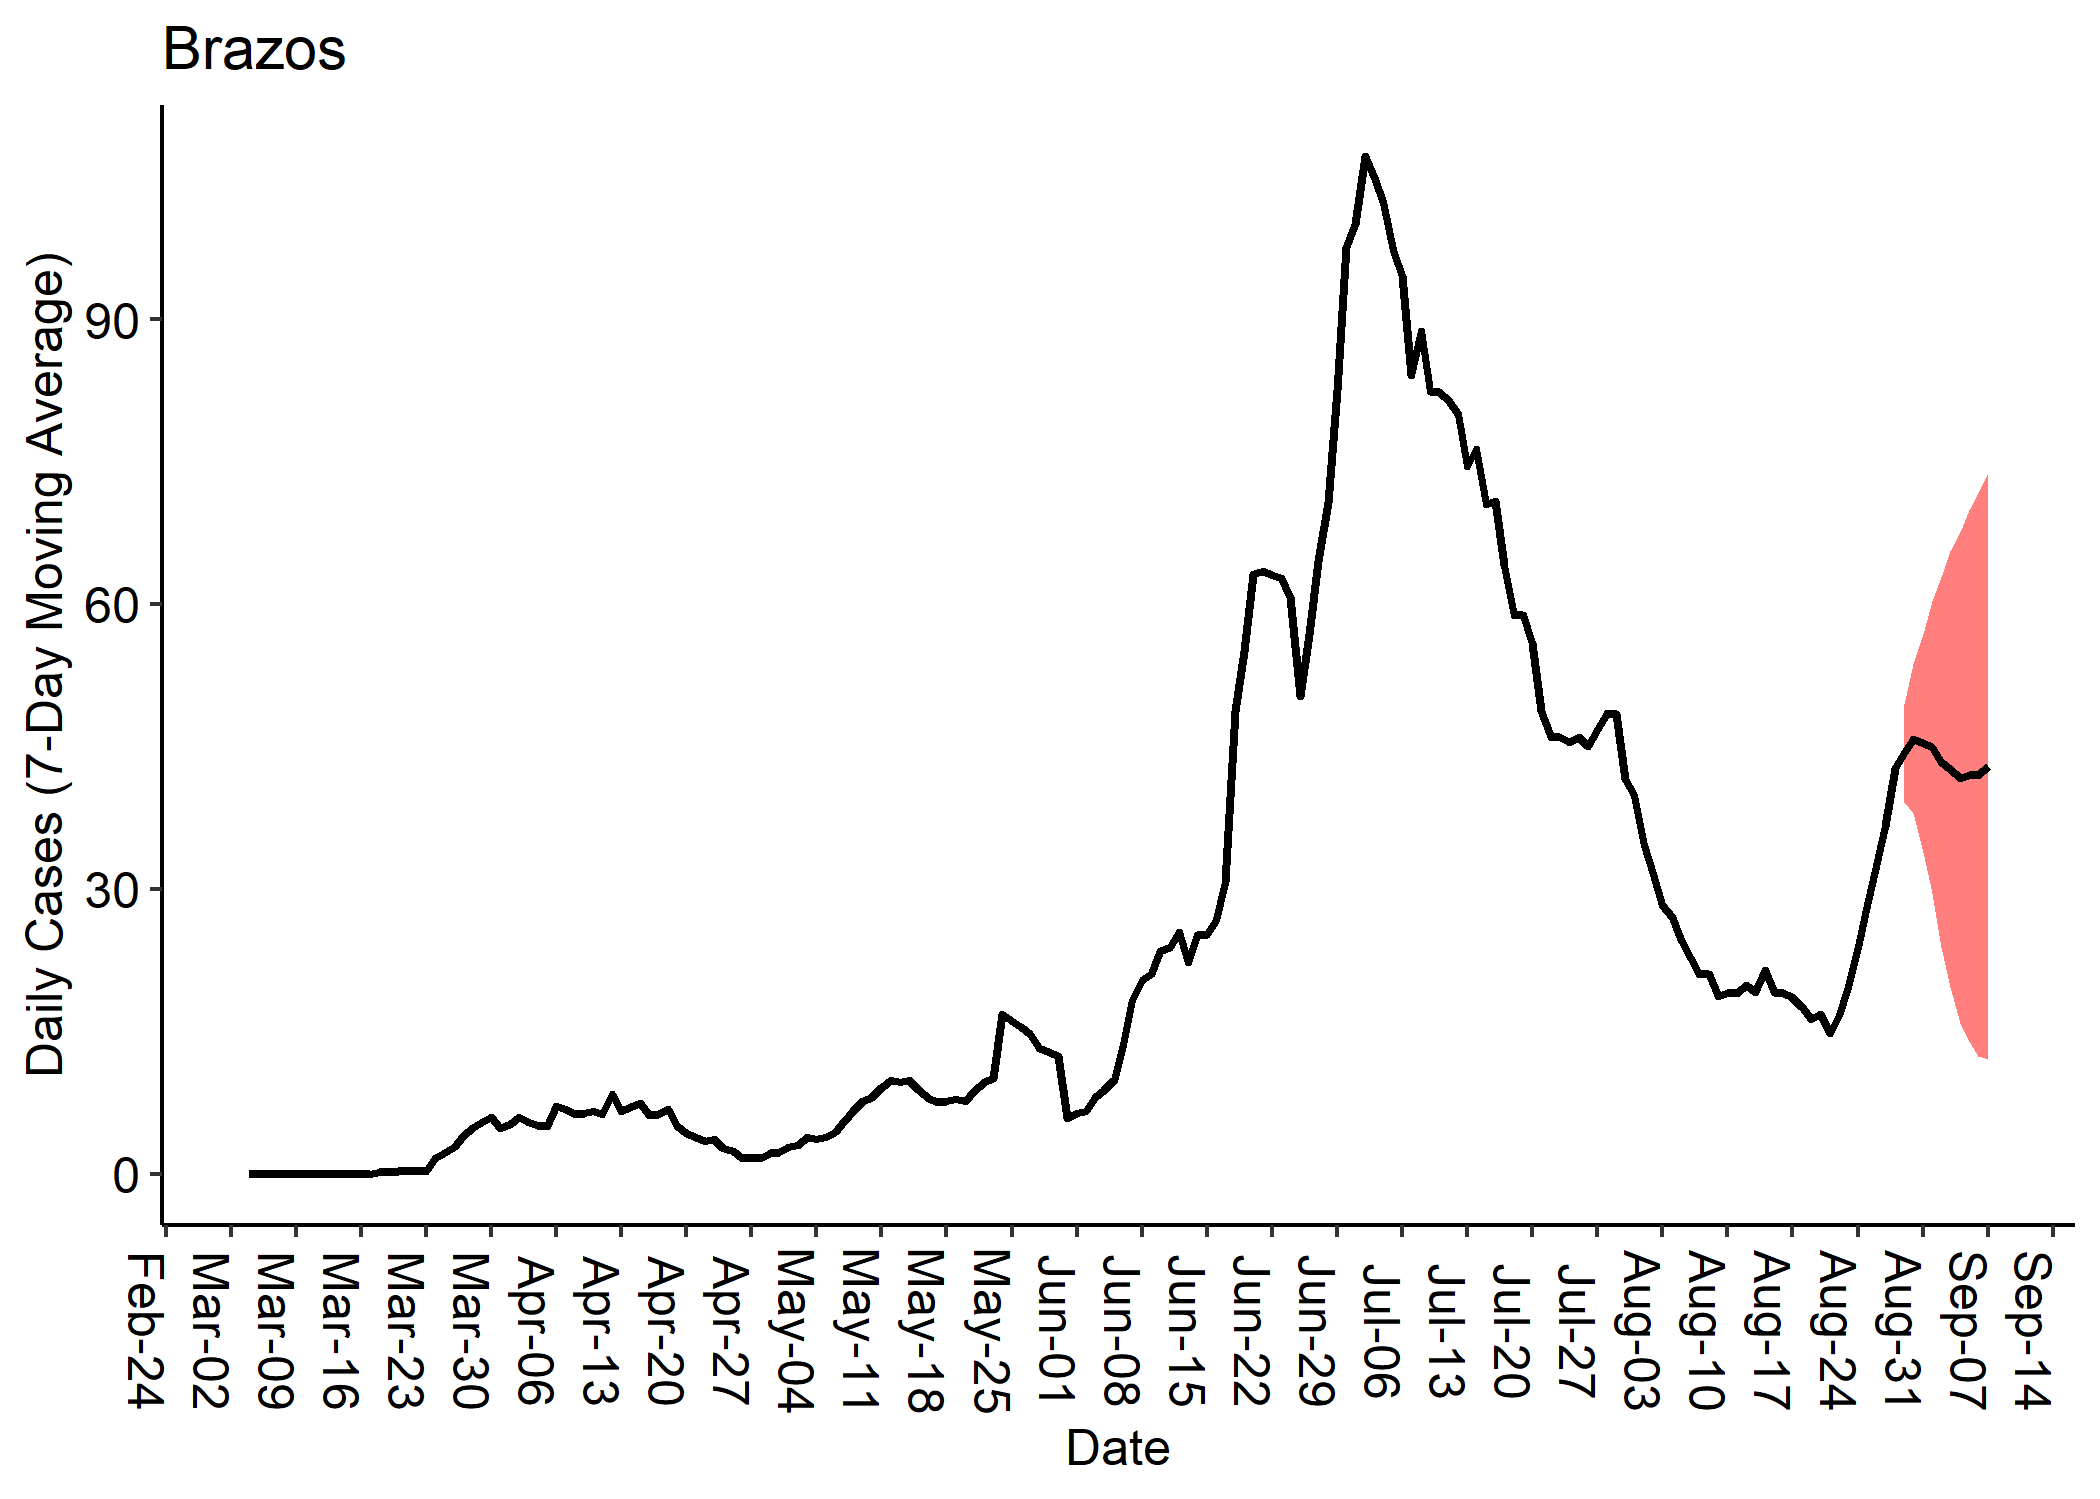 Brazos
Daily Cases (7-Day Moving Average)
90
60
30
0
Feb-24
Mar-02
Mar-09
Mar-16
Mar-23
Mar-30
Apr-06
Apr-13
Apr-20
Apr-27
May-04
May-11
May-18
May-25
Jun-01
Jun-08
Jun-15
Jun-22
Jun-29
Jul-06
Jul-13
Jul-20
Jul-27
Aug-03
Aug-10
Aug-17
Aug-24
Aug-31
Sep-07
Sep-14
Date